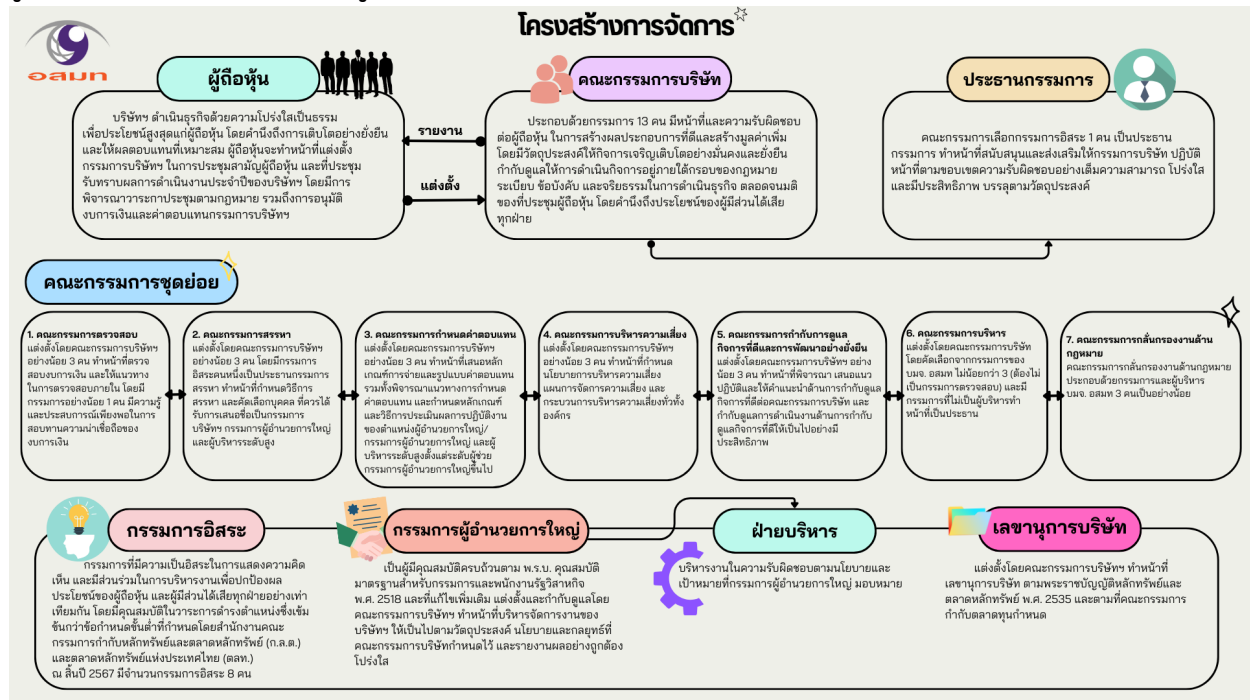 โครงสร้างการจัดการ
อสมท
ผู้ถือหุ้น
บริษัทฯ ดำเนินธุรกิจด้วยความโปร่งใสเป็นธรรม
เพื่อประโยชน์สูงสุดแก่ผู้ถือหุ้น โดยคำนึงถึงการเติบโตอย่างยั่งยืน
และให้ผลตอบแทนที่เหมาะสม ผู้ถือหุ้นจะทำหน้าที่แต่งตั้ง
กรรมการบริษัทฯ ในการประชุมสามัญผู้ถือหุ้น และที่ประชุม
รับทราบผลการดำเนินงานประจำปีของบริษัทฯ โดยมีการ
พิจารณาวาระการประชุมตามกฎหมาย รวมถึงการอนุมัติ
งบการเงินและค่าตอบแทนกรรมการบริษัทฯ
รายงาน
แต่งตั้ง
คณะกรรมการบริษัท
ประกอบด้วยกรรมการ 13 คน มีหน้าที่และความรับผิดชอบ
ต่อผู้ถือหุ้น ในการสร้างผลประกอบการที่ดีและสร้างมูลค่าเพิ่ม
โดยมีวัตถุประสงค์ให้กิจการเจริญเติบโตอย่างมั่นคงและยั่งยืน
กำกับดูแลให้การดำเนินกิจการอยู่ภายใต้กรอบของกฎหมาย
ระเบียบ ข้อบังคับ และจริยธรรมในการดำเนินธุรกิจ ตลอดจนมติ
ของที่ประชุมผู้ถือหุ้น โดยคำนึงถึงประโยชน์ของผู้มีส่วนได้เสีย
ทุกฝ่าย
ประธานกรรมการ
คณะกรรมการเลือกกรรมการอิสระ 1 คน เป็นประธาน
กรรมการ ทำหน้าที่สนับสนุนและส่งเสริมให้กรรมการบริษัท ปฏิบัติ
หน้าที่ตามขอบเขตความรับผิดชอบอย่างเต็มความสามารถ โปร่งใส
และมีประสิทธิภาพ บรรลุตามวัตถุประสงค์
คณะกรรมการชุดย่อย
1. คณะกรรมการตรวจสอบ
แต่งตั้งโดยคณะกรรมการบริษัทฯ
อย่างน้อย 3 คน ทำหน้าที่ตรวจ
สอบงบการเงิน และให้แนวทาง
ในการตรวจสอบภายใน โดยมี
กรรมการอย่างน้อย 1 คน มีความรู้
และประสบการณ์เพียงพอในการ
สอบทานความน่าเชื่อถือของ
งบการเงิน
2. คณะกรรมการสรรหา
แต่งตั้งโดยคณะกรรมการบริษัทฯ
อย่างน้อย 3 คน โดยมีกรรมการ
อิสระคนหนึ่งเป็นประธานกรรมการ
สรรหา ทำหน้าที่กำหนดวิธีการ
สรรหา และคัดเลือกบุคคล ที่ควรได้
รับการเสนอชื่อเป็นกรรมการ
บริษัทฯ กรรมการผู้อำนวยการใหญ่
และผู้บริหารระดับสูง
3. คณะกรรมการกำหนดค่าตอบแทน
แต่งตั้งโดยคณะกรรมการบริษัทฯ
อย่างน้อย 3 คน ทำหน้าที่เสนอหลัก
เกณฑ์การจ่ายและรูปแบบค่าตอบแทน
รวมทั้งพิจารณาแนวทางการกำหนด
ค่าตอบแทน และกำหนดหลักเกณฑ์
และวิธีการประเมินผลการปฏิบัติงาน
ของตำแหน่งผู้อำนวยการใหญ่/
กรรมการผู้อำนวยการใหญ่ และผู้
บริหารระดับสูงตั้งแต่ระดับผู้ช่วย
กรรมการผู้อำนวยการใหญ่ขึ้นไป
4. คณะกรรมการบริหารความเสี่ยง
แต่งตั้งโดยคณะกรรมการบริษัทฯ
อย่างน้อย 3 คน ทำหน้าที่กำหนด
นโยบายการบริหารความเสี่ยง
แผนการจัดการความเสี่ยง และ
กระบวนการบริหารความเสี่ยงทั่วทั้ง
องค์กร
5. คณะกรรมการกำกับการดูแล
กิจการที่ดีและการพัฒนาอย่างยั่งยืน
แต่งตั้งโดยคณะกรรมการบริษัทฯ อย่าง
น้อย 3 คน ทำหน้าที่พิจารณา เสนอแนว
ปฏิบัติและให้คำแนะนำด้านการกำกับดูแล
กิจการที่ดีต่อคณะกรรมการบริษัท และ
กำกับดูแลการดำเนินงานด้านการกำกับ
ดูแลกิจการที่ดีให้เป็นไปอย่างมี
ประสิทธิภาพ
6. คณะกรรมการบริหาร
แต่งตั้งโดยคณะกรรมการบริษัท
โดยคัดเลือกจากกรรมการของ
บมจ. อสมท ไม่น้อยกว่า 3 (ต้องไม่
เป็นกรรมการตรวจสอบ) และมี
กรรมการที่ไม่เป็นผู้บริหารทำ
หน้าที่เป็นประธาน
7. คณะกรรมการกลั่นกรองงานด้าน
กฎหมาย
คณะกรรมการกลั่นกรองงานด้านกฎหมาย
ประกอบด้วยกรรมการและผู้บริหาร
บมจ. อสมท 3 คนเป็นอย่างน้อย
กรรมการอิสระ
กรรมการที่มีความเป็นอิสระในการแสดงความคิด
เห็น และมีส่วนร่วมในการบริหารงานเพื่อปกป้องผล
ประโยชน์ของผู้ถือหุ้น และผู้มีส่วนได้เสียทุกฝ่ายอย่างเท่า
เทียมกัน โดยมีคุณสมบัติในวาระการดำรงตำแหน่งซึ่งเข้ม
ข้นกว่าข้อกำหนดขั้นต่ำที่กำหนดโดยสำนักงานคณะ
กรรมการกำกับหลักทรัพย์และตลาดหลักทรัพย์ (ก.ล.ต.)
และตลาดหลักทรัพย์แห่งประเทศไทย (ตลท.)
ณ สิ้นปี 2567 มีจำนวนกรรมการอิสระ 8 คน
กรรมการผู้อำนวยการใหญ่
เป็นผู้มีคุณสมบัติครบถ้วนตาม พ.ร.บ. คุณสมบัติ
มาตรฐานสำหรับกรรมการและพนักงานรัฐวิสาหกิจ
พ.ศ. 2518 และที่แก้ไขเพิ่มเติม แต่งตั้งและกำกับดูแลโดย
คณะกรรมการบริษัทฯ ทำหน้าที่บริหารจัดการงานของ
บริษัทฯ ให้เป็นไปตามวัตถุประสงค์ นโยบายและกลยุทธ์ที่
คณะกรรมการบริษัทกำหนดไว้ และรายงานผลอย่างถูกต้อง
โปร่งใส
ฝ่ายบริหาร
บริหารงานในความรับผิดชอบตามนโยบายและ
เป้าหมายที่กรรมการผู้อำนวยการใหญ่ มอบหมาย
เลขานุการบริษัท
แต่งตั้งโดยคณะกรรมการบริษัทฯ ทำหน้าที่
เลขานุการบริษัท ตามพระราชบัญญัติหลักทรัพย์และ
ตลาดหลักทรัพย์ พ.ศ. 2535 และตามที่คณะกรรมการ
กำกับตลาดทุนกำหนด